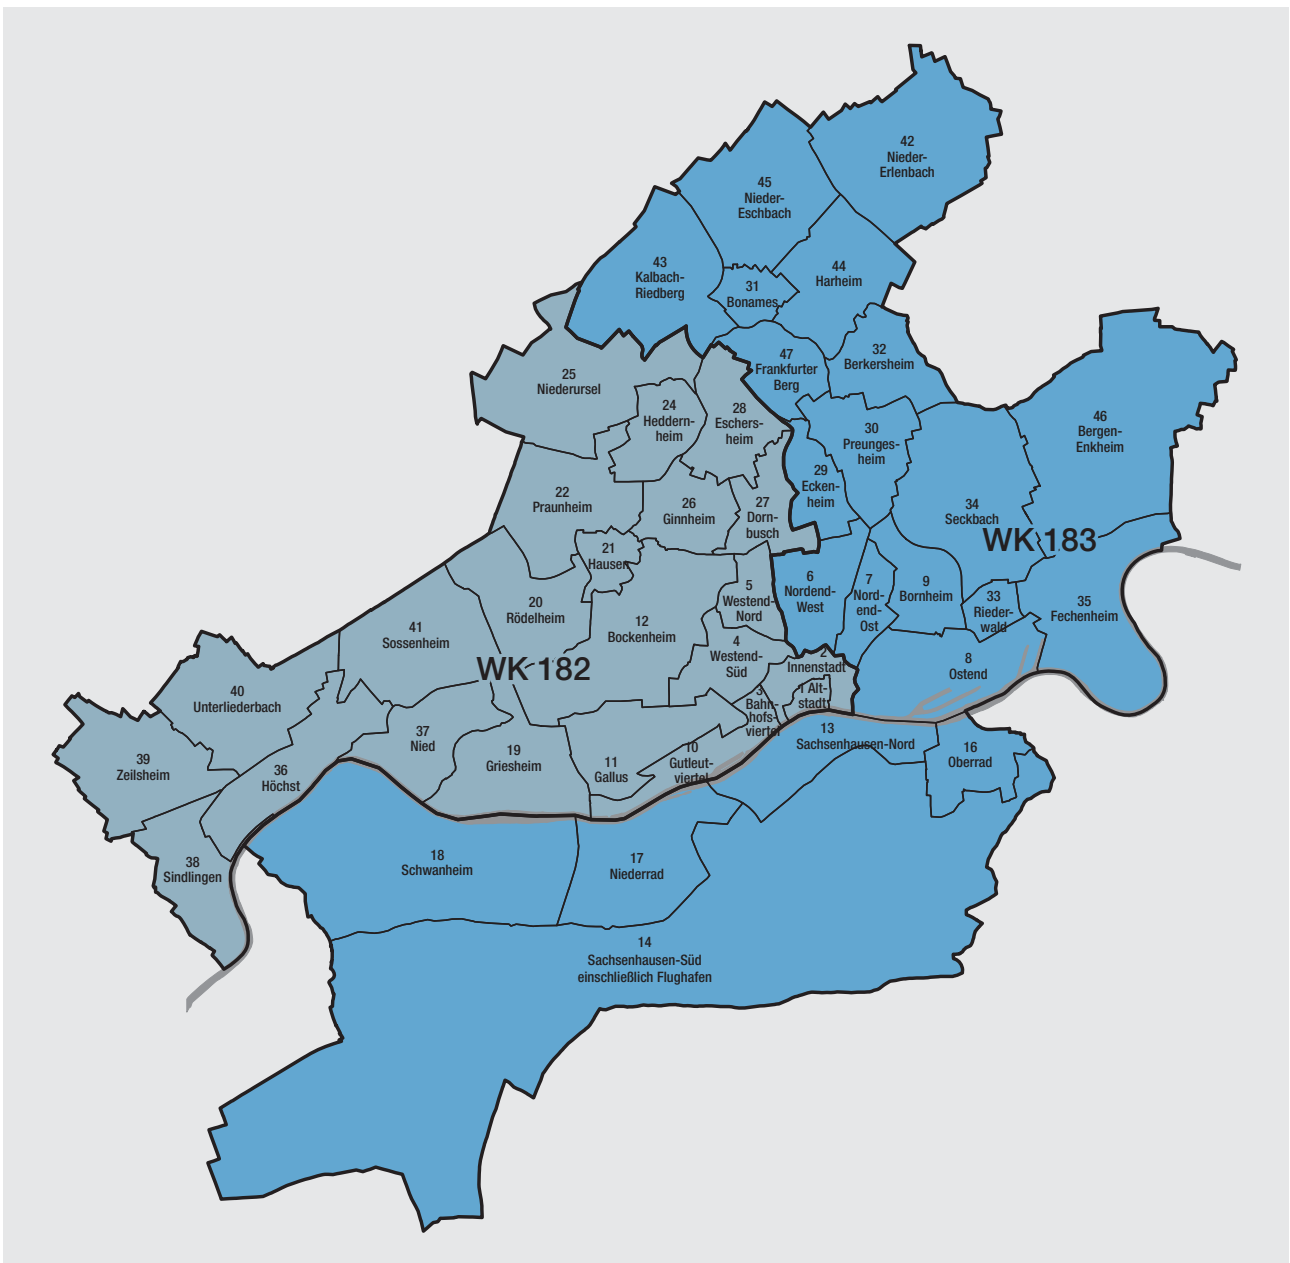 42
Nieder-
Erlenbach
45
Nieder-
Eschbach
43
Kalbach-
Riedberg
44
Harheim
31
Bonames
47
Frankfurter
Berg
32
Berkersheim
25
Niederursel
24
Heddern-
heim
28
Eschers-
heim
30
Preunges-
heim
46
Bergen-
Enkheim
29
Ecken-
heim
22
Praunheim
26
Ginnheim
27
Dorn-
busch
34
Seckbach
WK 183
21
Hausen
20
Rödelheim
5
Westend-
Nord
6
Nordend-
West
7
Nord-
end-
Ost
9
Bornheim
33
Rieder-
wald
35
Fechenheim
41
Sossenheim
12
Bockenheim
4
Westend-
Süd
2
Innenstadt
8
Ostend
WK 182
40
Unterliederbach
1 Alt-
stadt
3
Bahn-
hofs-
viertel
37
Nied
19
Griesheim
11
Gallus
10
Gutleut-
viertel
13
Sachsenhausen-Nord
16
Oberrad
39
Zeilsheim
36
Höchst
38
Sindlingen
18
Schwanheim
17
Niederrad
14
Sachsenhausen-Süd
einschließlich Flughafen